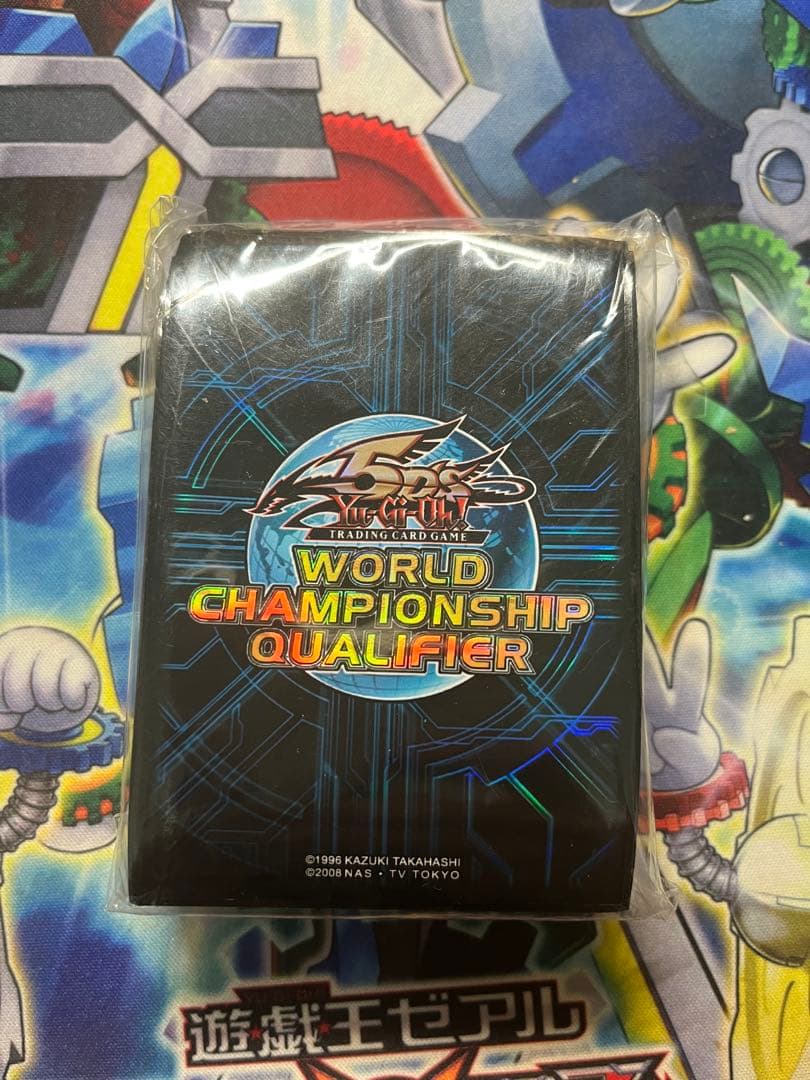 5D's
Yu-Gi-Oh!
TRADING CARD GAME
WORLD
CHAMPIONSHIP
QUALIFIER
©1996 KAZUKI TAKAHASHI
©2008 NAS・TV TOKYO
遊☆戯☆王ゼアル